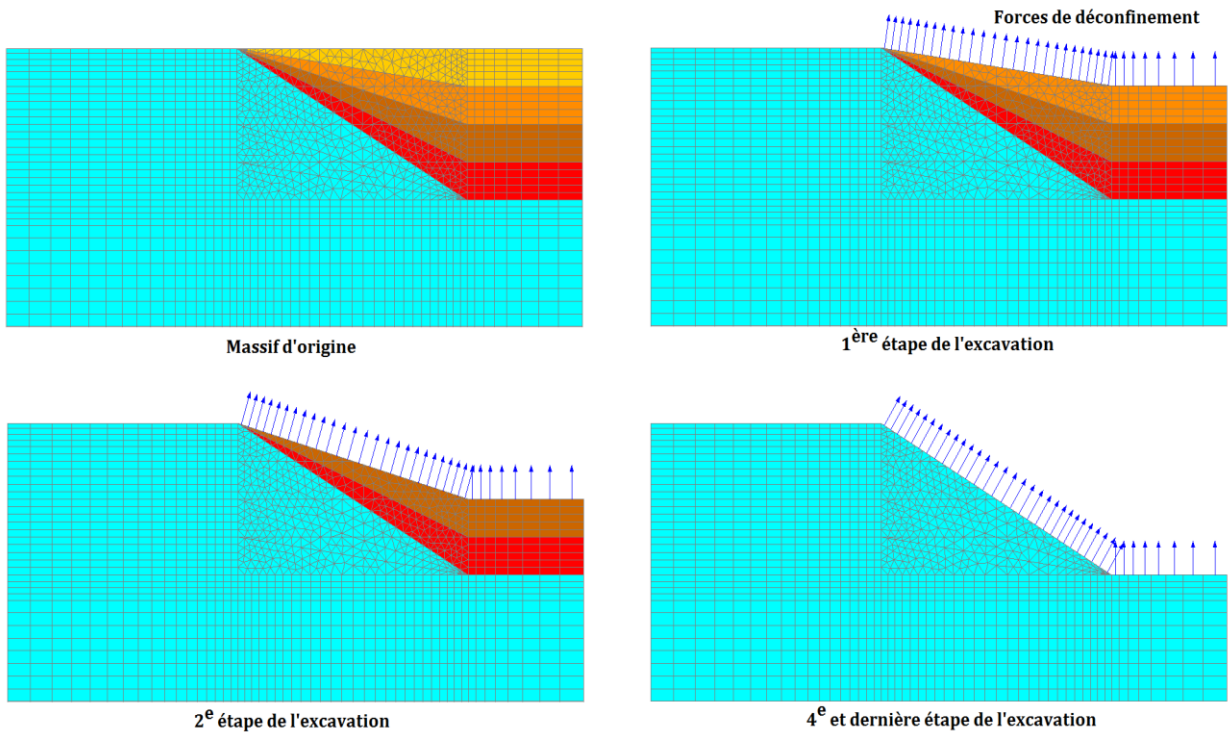 Forces de déconfinement
Massif d'origine
1ère étape de l'excavation
2e étape de l'excavation
4e et dernière étape de l'excavation